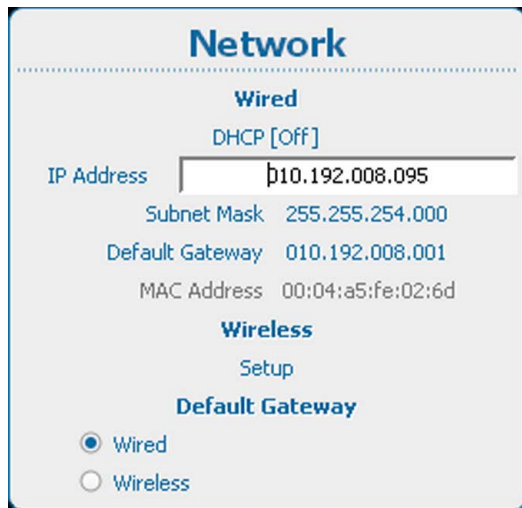 Network
Wired
DHCP [Off]
IP Address 010.192.008.095
Subnet Mask 255.255.254.000
Default Gateway 010.192.008.001
MAC Address 00:04:a5:fe:02:6d
Wireless
Setup
Default Gateway
Wired
Wireless